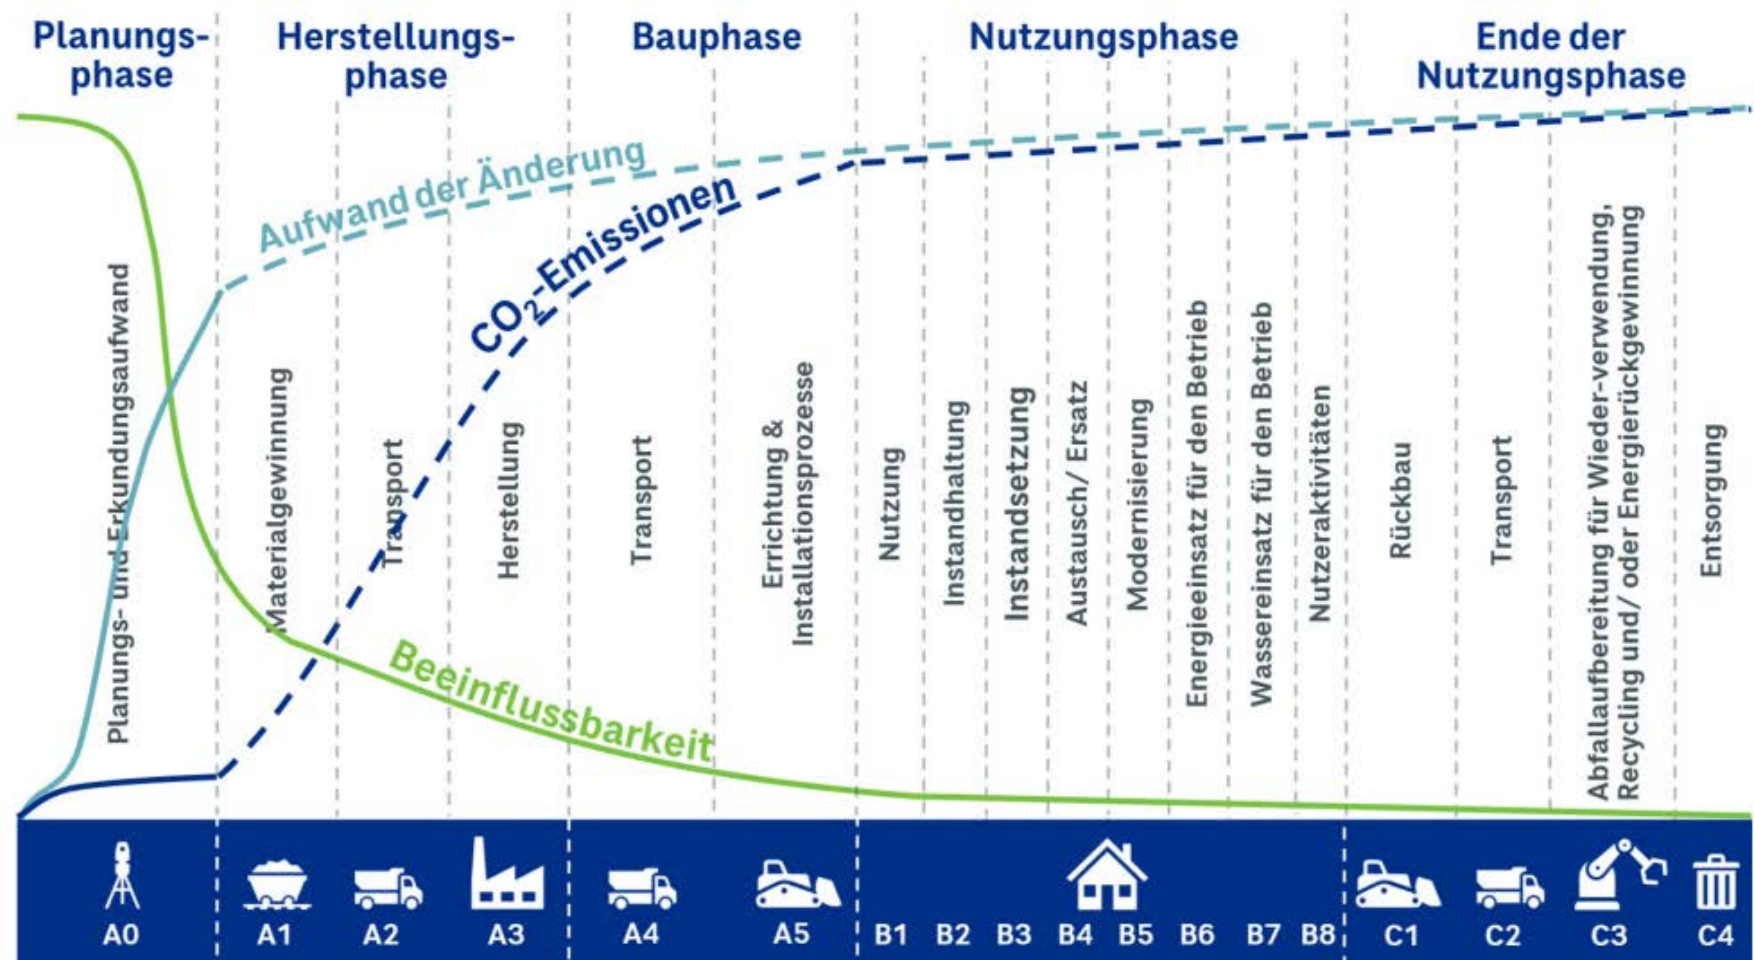 Planungs-
phase
Herstellungs-
phase
Bauphase
Nutzungsphase
Ende der
Nutzungsphase
Aufwand der Änderung
CO₂-Emissionen
Beeinflussbarkeit
Planungs- und Erkundungsaufwand
Materialgewinnung
Transport
Herstellung
Transport
Errichtung &
Installationsprozesse
Nutzung
Instandhaltung
Instandsetzung
Austausch/ Ersatz
Modernisierung
Energieeinsatz für den Betrieb
Wassereinsatz für den Betrieb
Nutzeraktivitäten
Rückbau
Transport
Abfallaufbereitung für Wieder-verwendung,
Recycling und/ oder Energierückgewinnung
Entsorgung
A0
A1
A2
A3
A4
A5
B1
B2
B3
B4
B5
B6
B7
B8
C1
C2
C3
C4